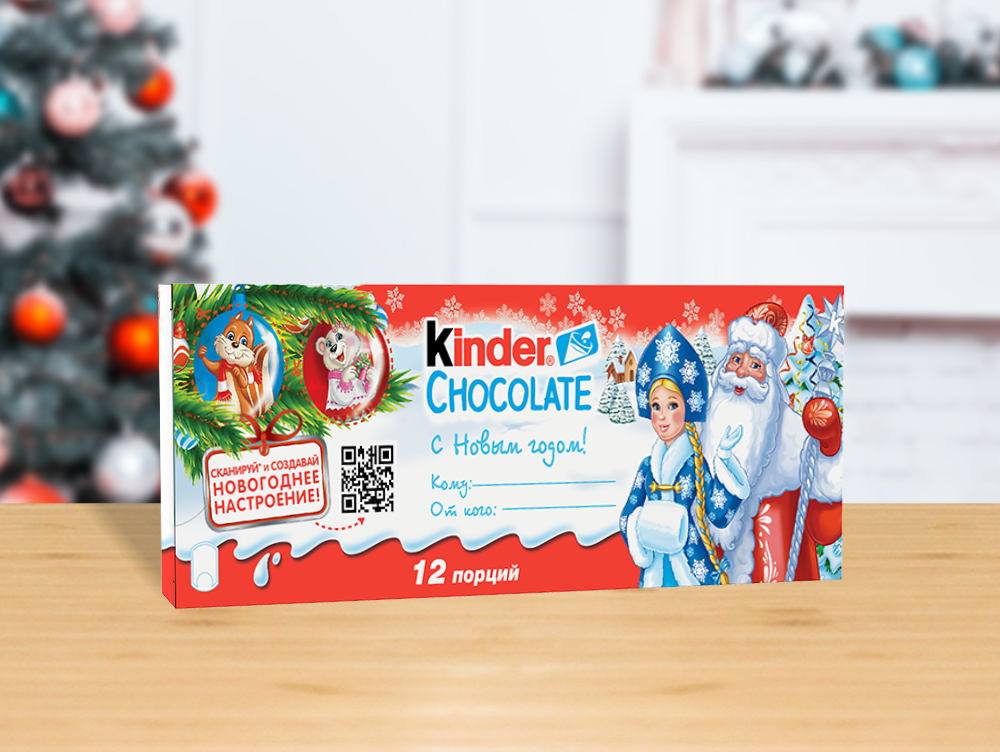 Kinder®
CHOCOLATE
С Новым годом!
Кому:
От кого:
СКАНИРУЙ* И СОЗДАВАЙ
НОВОГОДНЕЕ
НАСТРОЕНИЕ!
12 порций